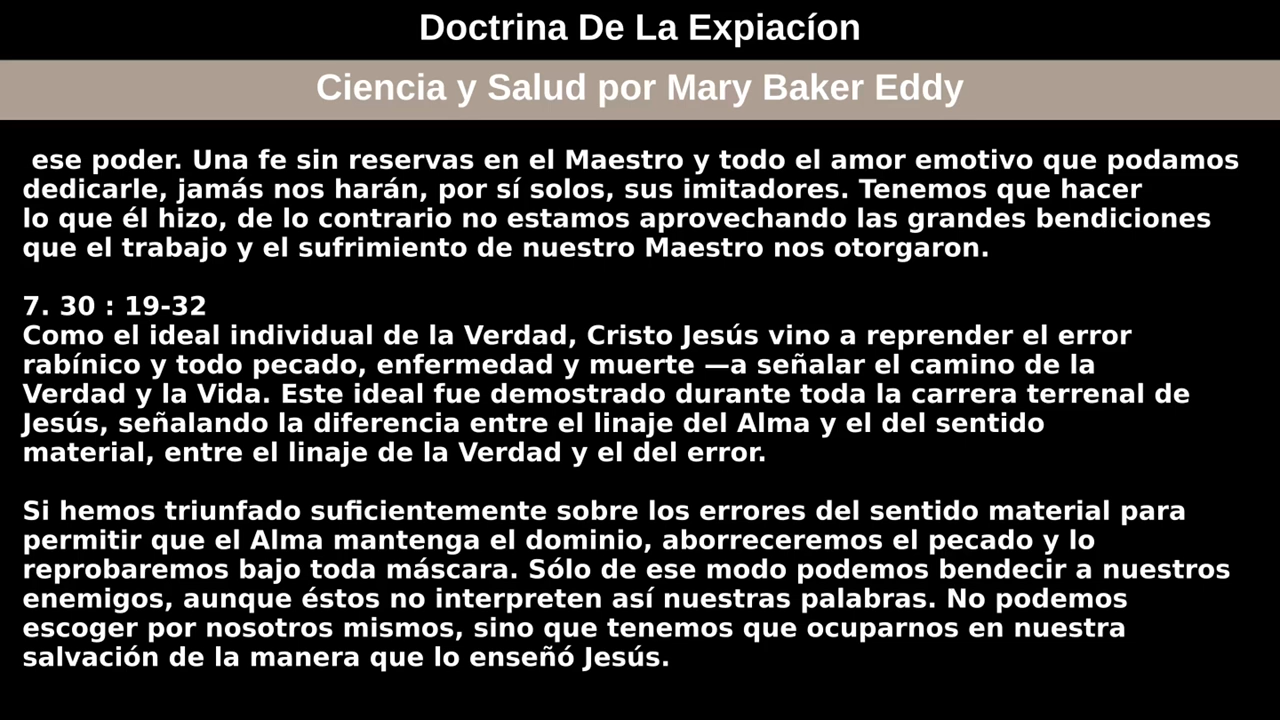 Doctrina De La Expiacíon
Ciencia y Salud por Mary Baker Eddy
ese poder. Una fe sin reservas en el Maestro y todo el amor emotivo que podamos
dedicarle, jamás nos harán, por sí solos, sus imitadores. Tenemos que hacer
lo que él hizo, de lo contrario no estamos aprovechando las grandes bendiciones
que el trabajo y el sufrimiento de nuestro Maestro nos otorgaron.
7. 30 : 19-32
Como el ideal individual de la Verdad, Cristo Jesús vino a reprender el error
rabínico y todo pecado, enfermedad y muerte —a señalar el camino de la
Verdad y la Vida. Este ideal fue demostrado durante toda la carrera terrenal de
Jesús, señalando la diferencia entre el linaje del Alma y el del sentido
material, entre el linaje de la Verdad y el del error.
Si hemos triunfado suficientemente sobre los errores del sentido material para
permitir que el Alma mantenga el dominio, aborreceremos el pecado y lo
reprobaremos bajo toda máscara. Sólo de ese modo podemos bendecir a nuestros
enemigos, aunque éstos no interpreten así nuestras palabras. No podemos
escoger por nosotros mismos, sino que tenemos que ocuparnos en nuestra
salvación de la manera que lo enseñó Jesús.